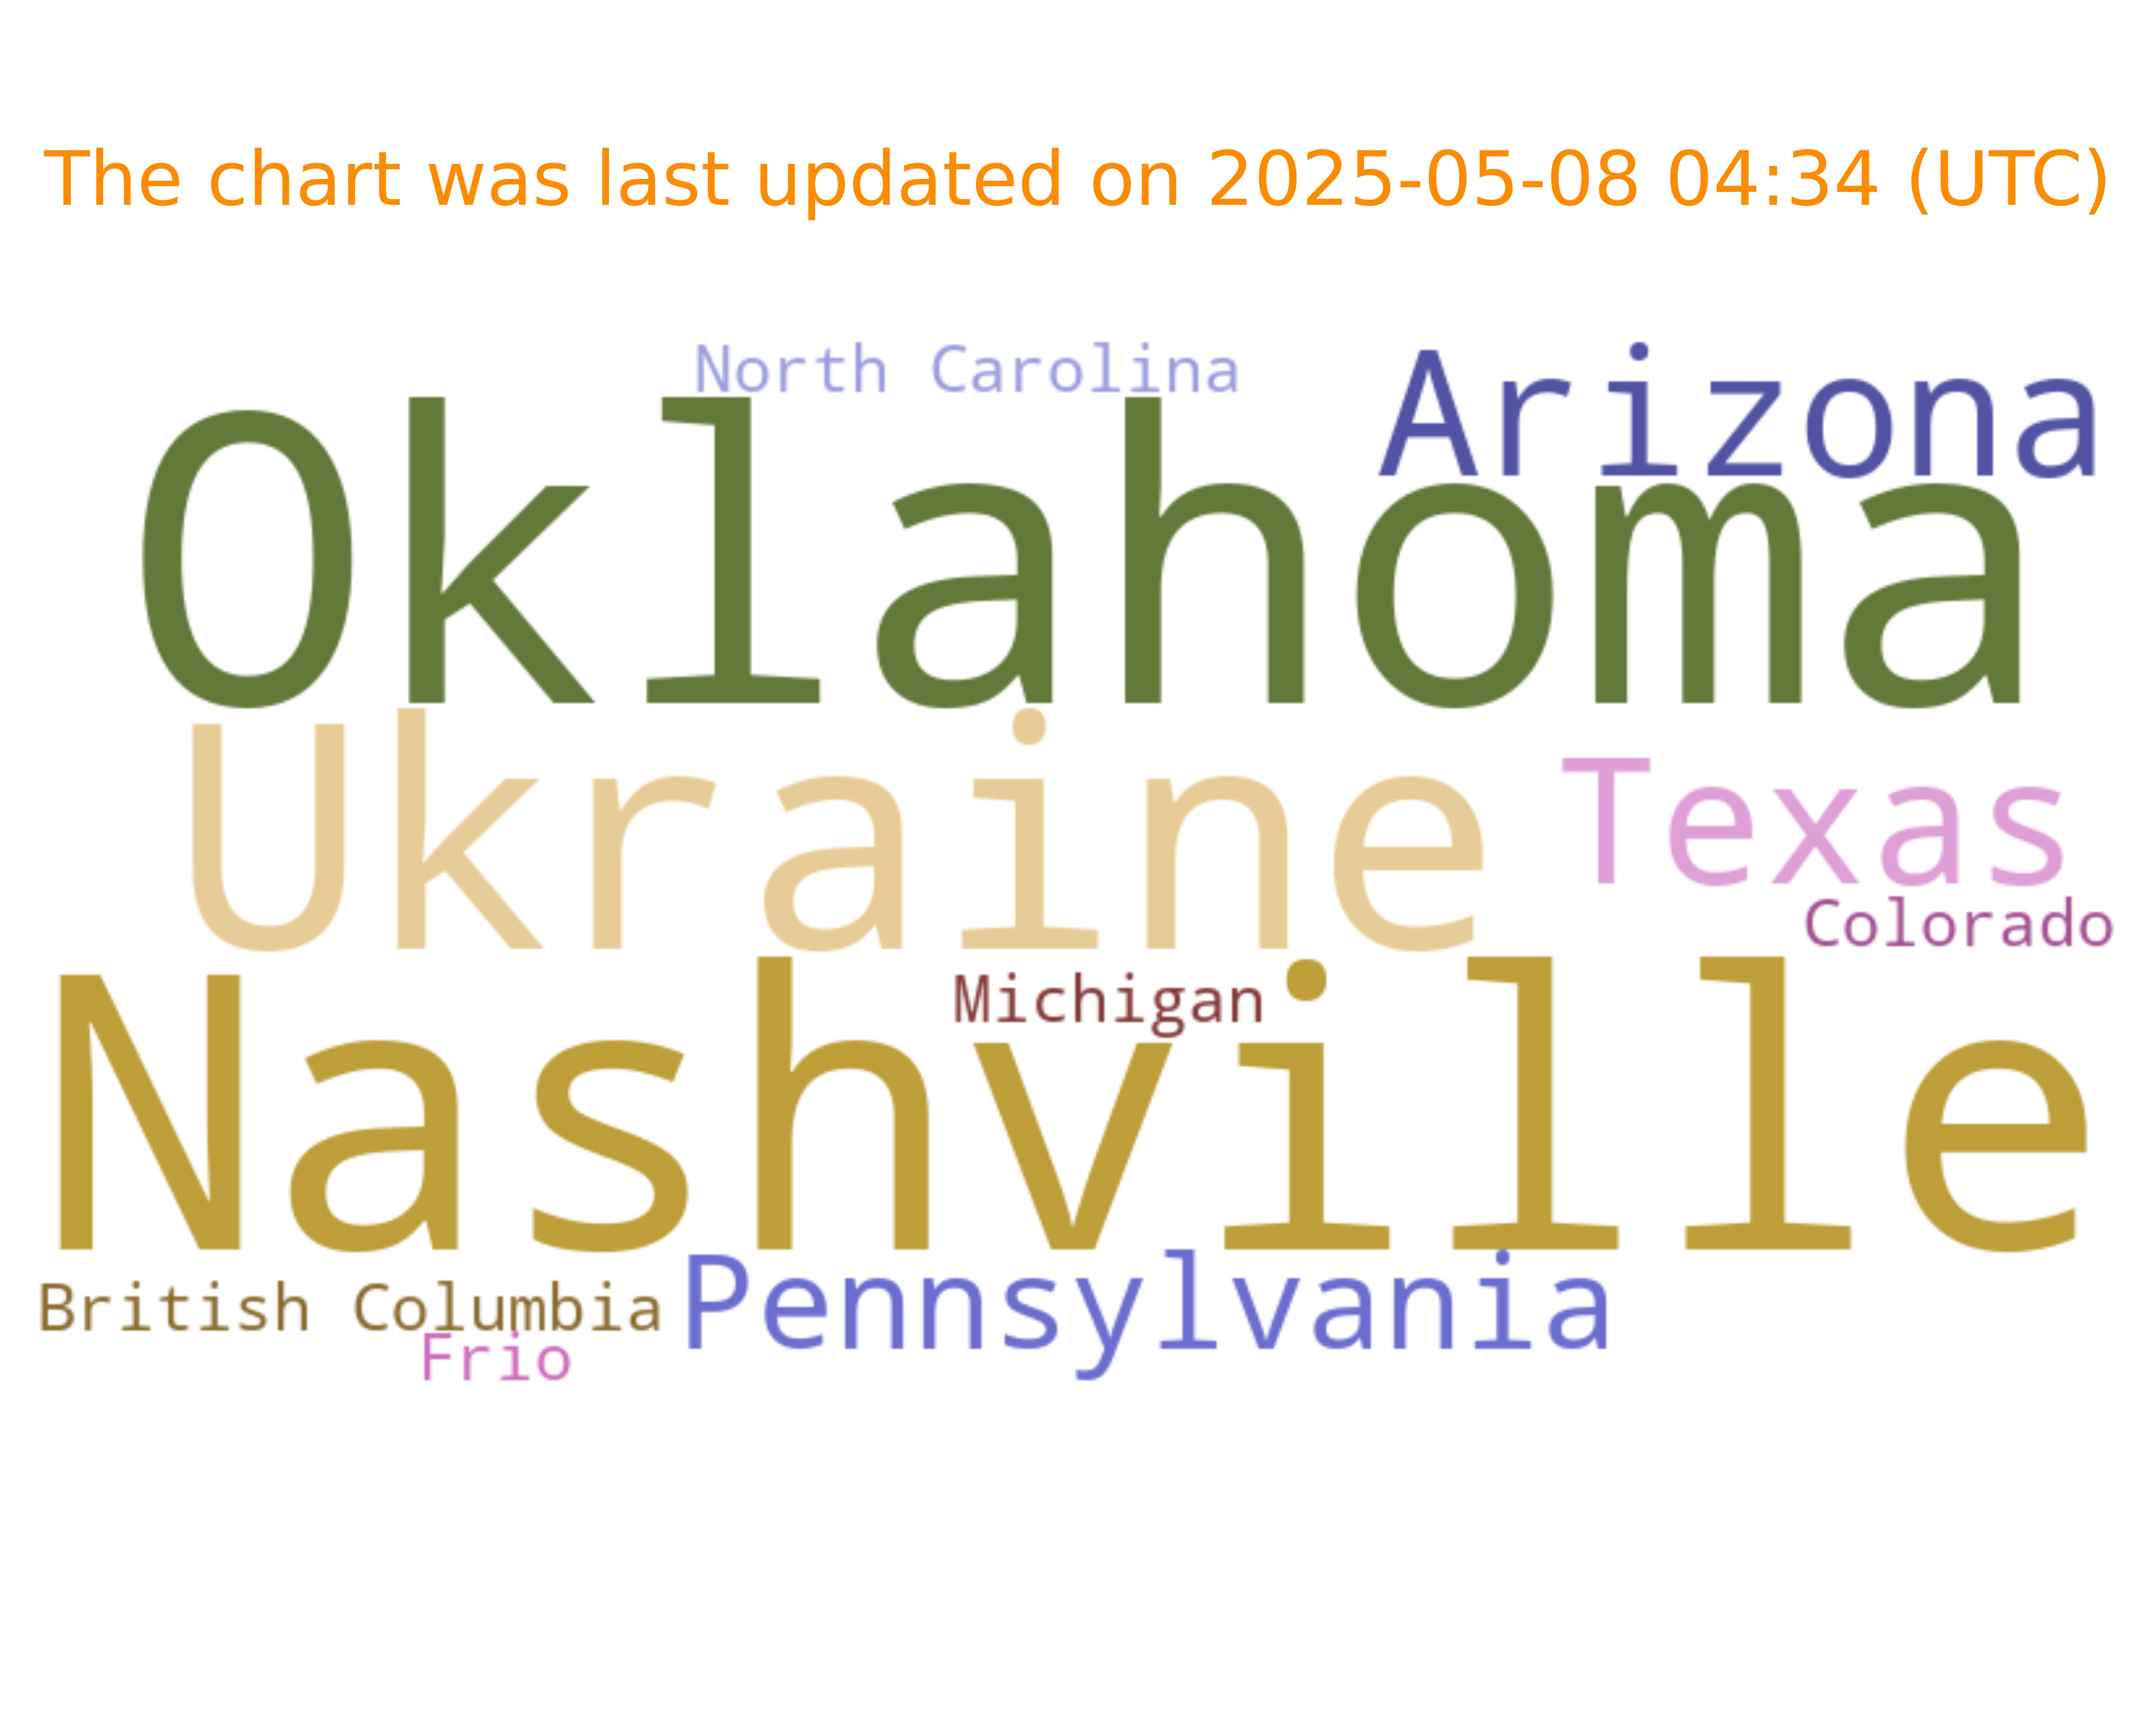 The chart was last updated on 2025-05-08 04:34 (UTC)
North Carolina
Arizona
Oklahoma
Ukraine
Texas
Colorado
Michigan
Nashville
British Columbia
Pennsylvania
Frio